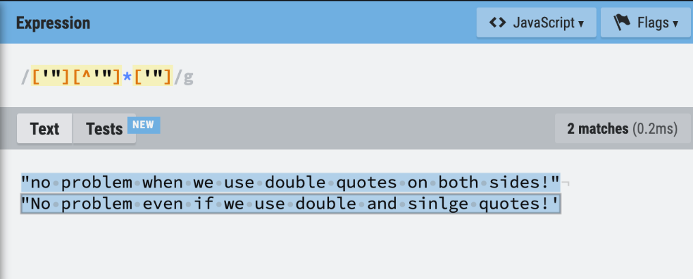 Expression
<> JavaScript ▾
Flags ▾
/['"][^'"]*['"]/g
Text
Tests
NEW
2 matches (0.2ms)
"no·problem·when·we·use·double·quotes·on·both·sides!"¬
"No·problem·even·if·we·use·double·and·sinlge·quotes!'